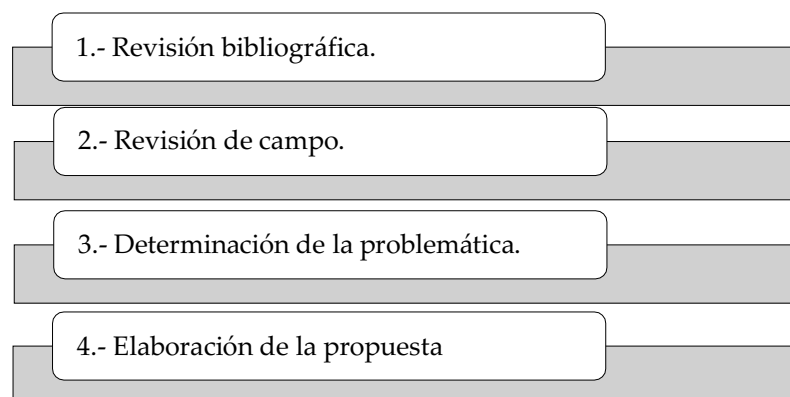 1.- Revisión bibliográfica.
2.- Revisión de campo.
3.- Determinación de la problemática.
4.- Elaboración de la propuesta